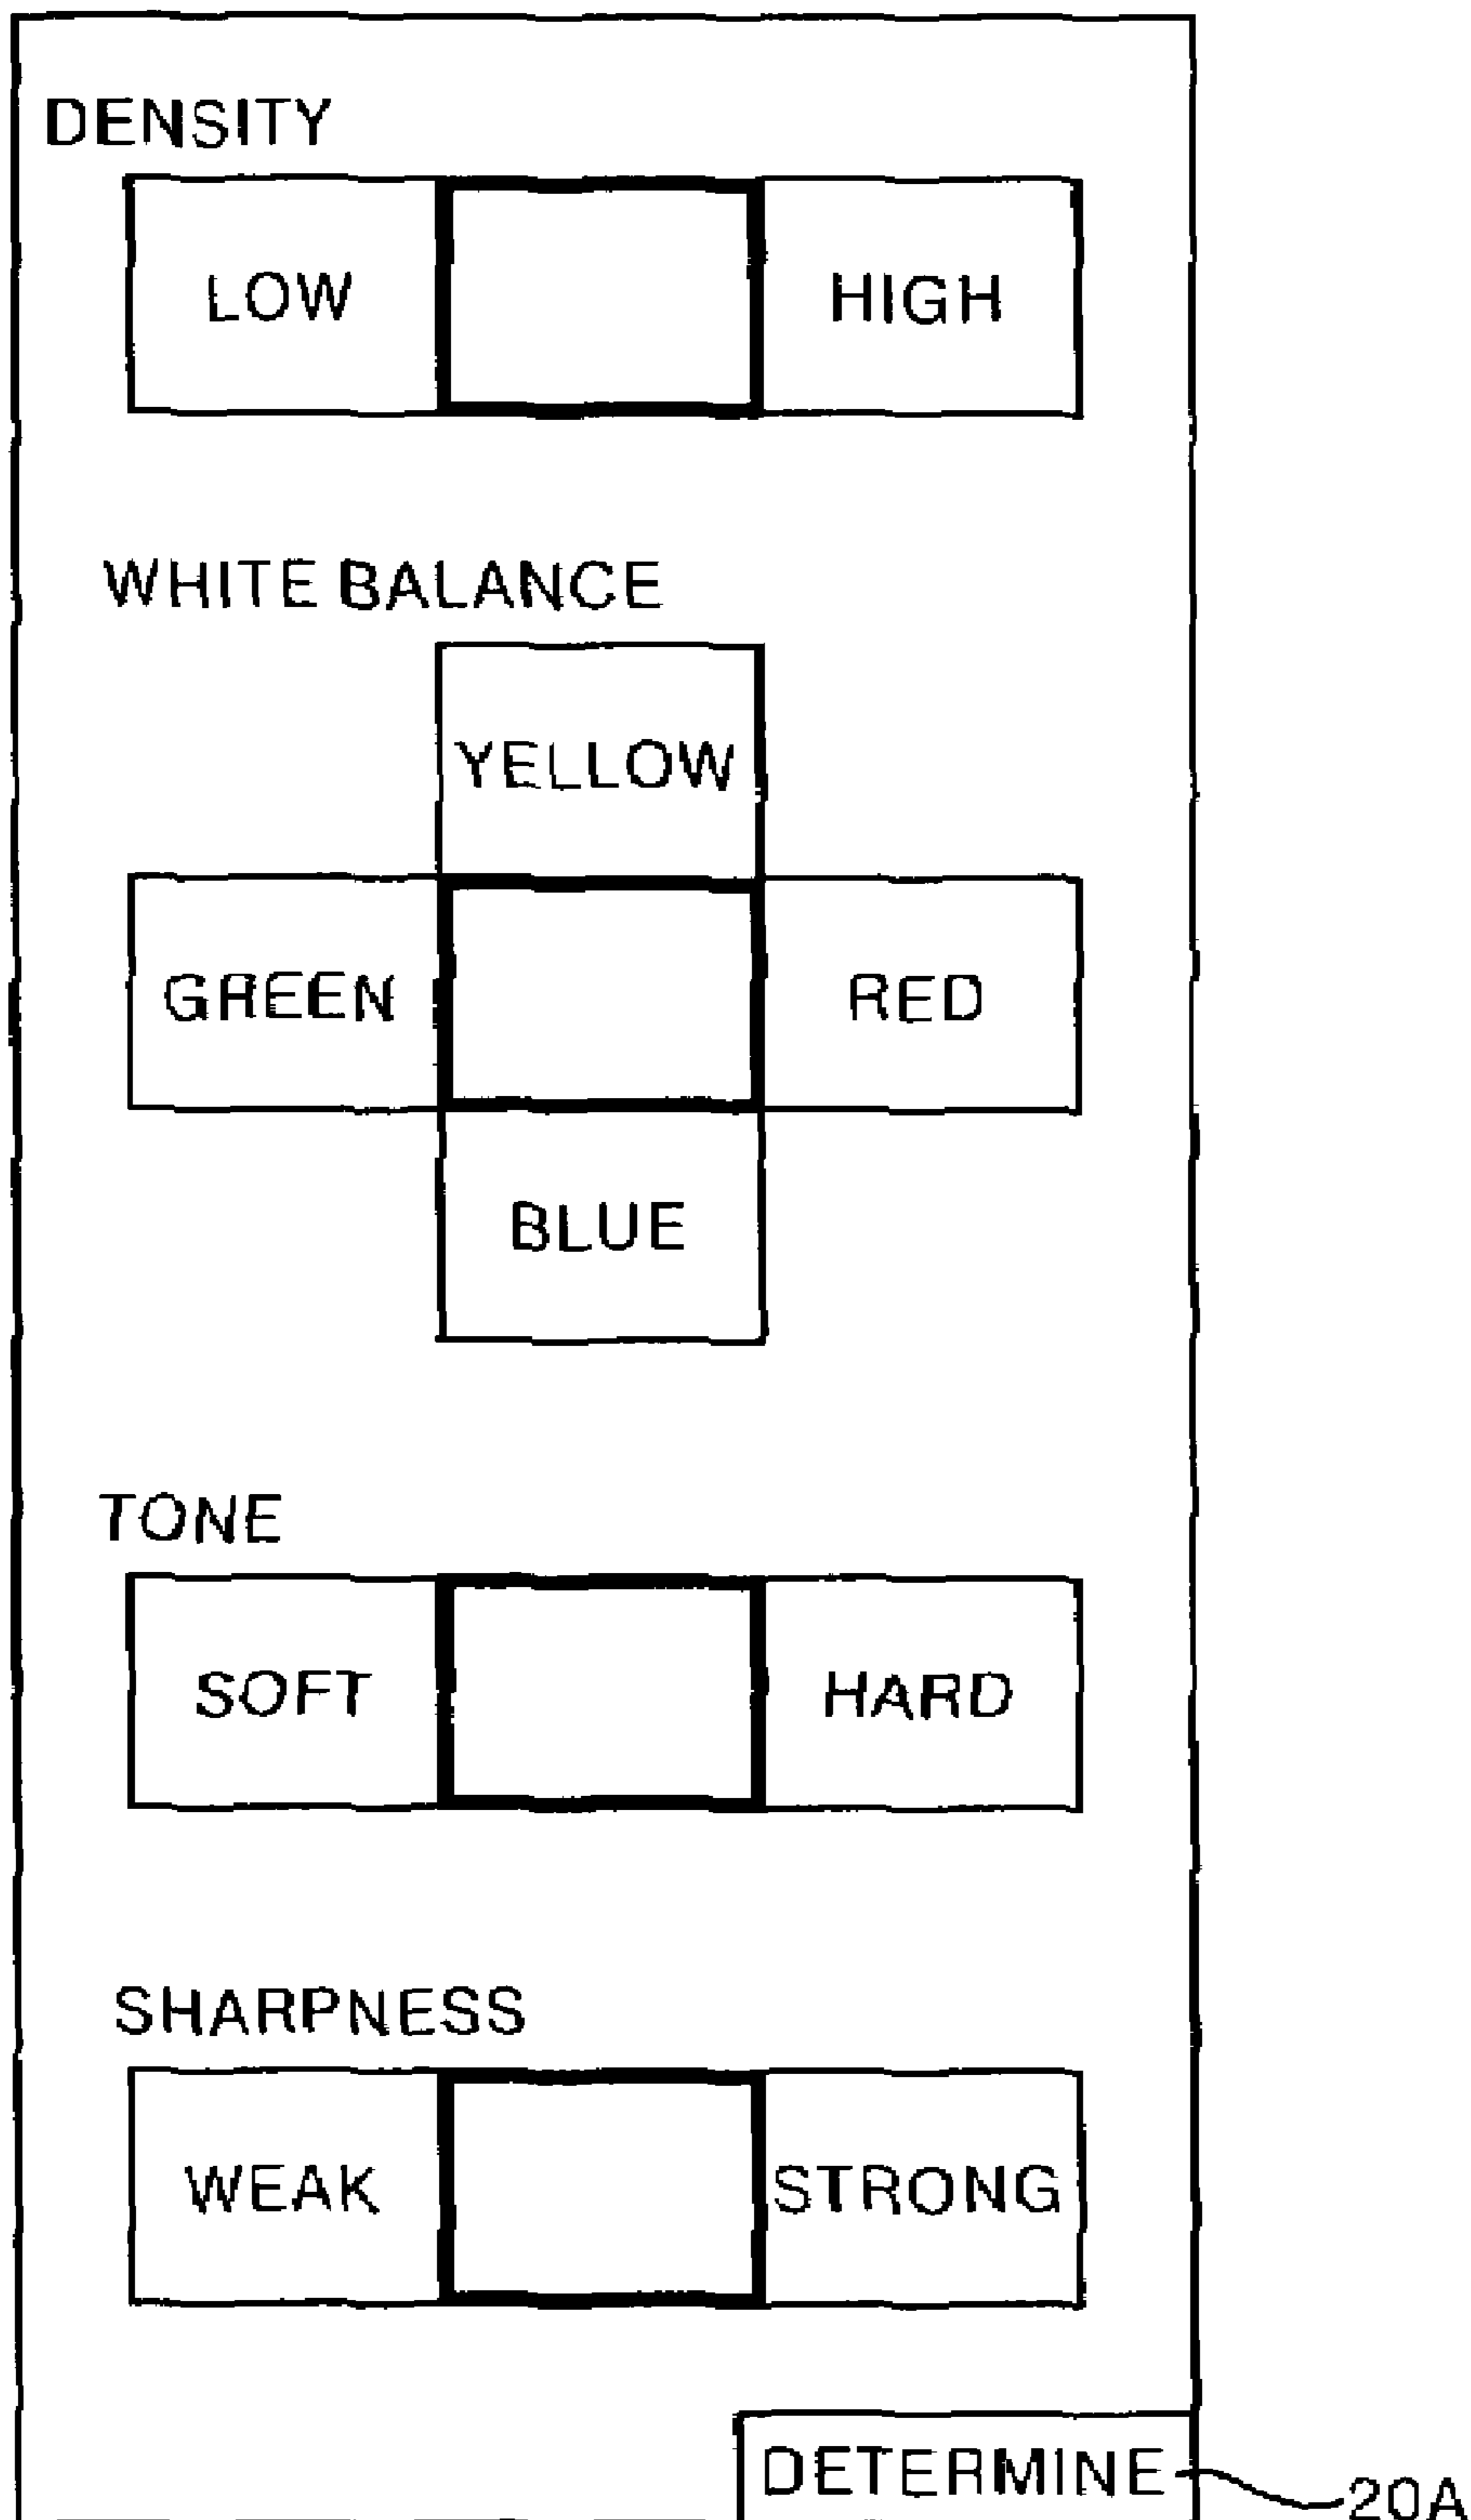 DENSITY
LOW HIGH
WHITE BALANCE
YELLOW
GREEN RED
BLUE
TONE
SOFT HARD
SHARPNESS
WEAK STRONG
DETERMINE
20A